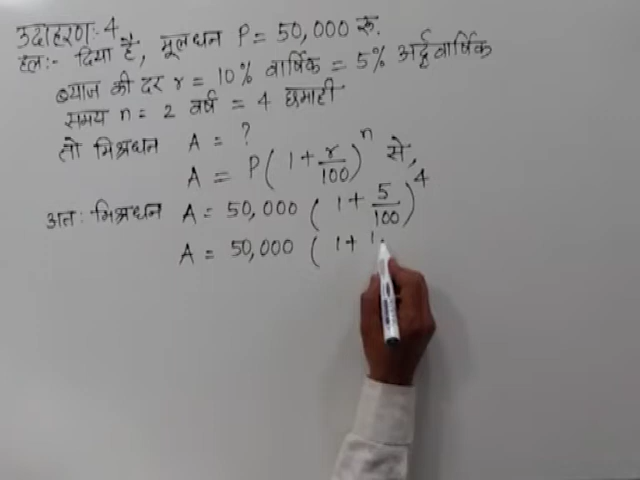 उदाहरण:-4
हल:- दिया है, मूलधन P = 50,000 रु.
ब्याज की दर r = 10% वार्षिक = 5% अर्द्धवार्षिक
समय n = 2 वर्ष = 4 छमाही
तो मिश्रधन A = ?
A = P(1 + r/100)^n से,
अत: मिश्रधन A = 50,000 (1 + 5/100)^4
A = 50,000 (1 + 1